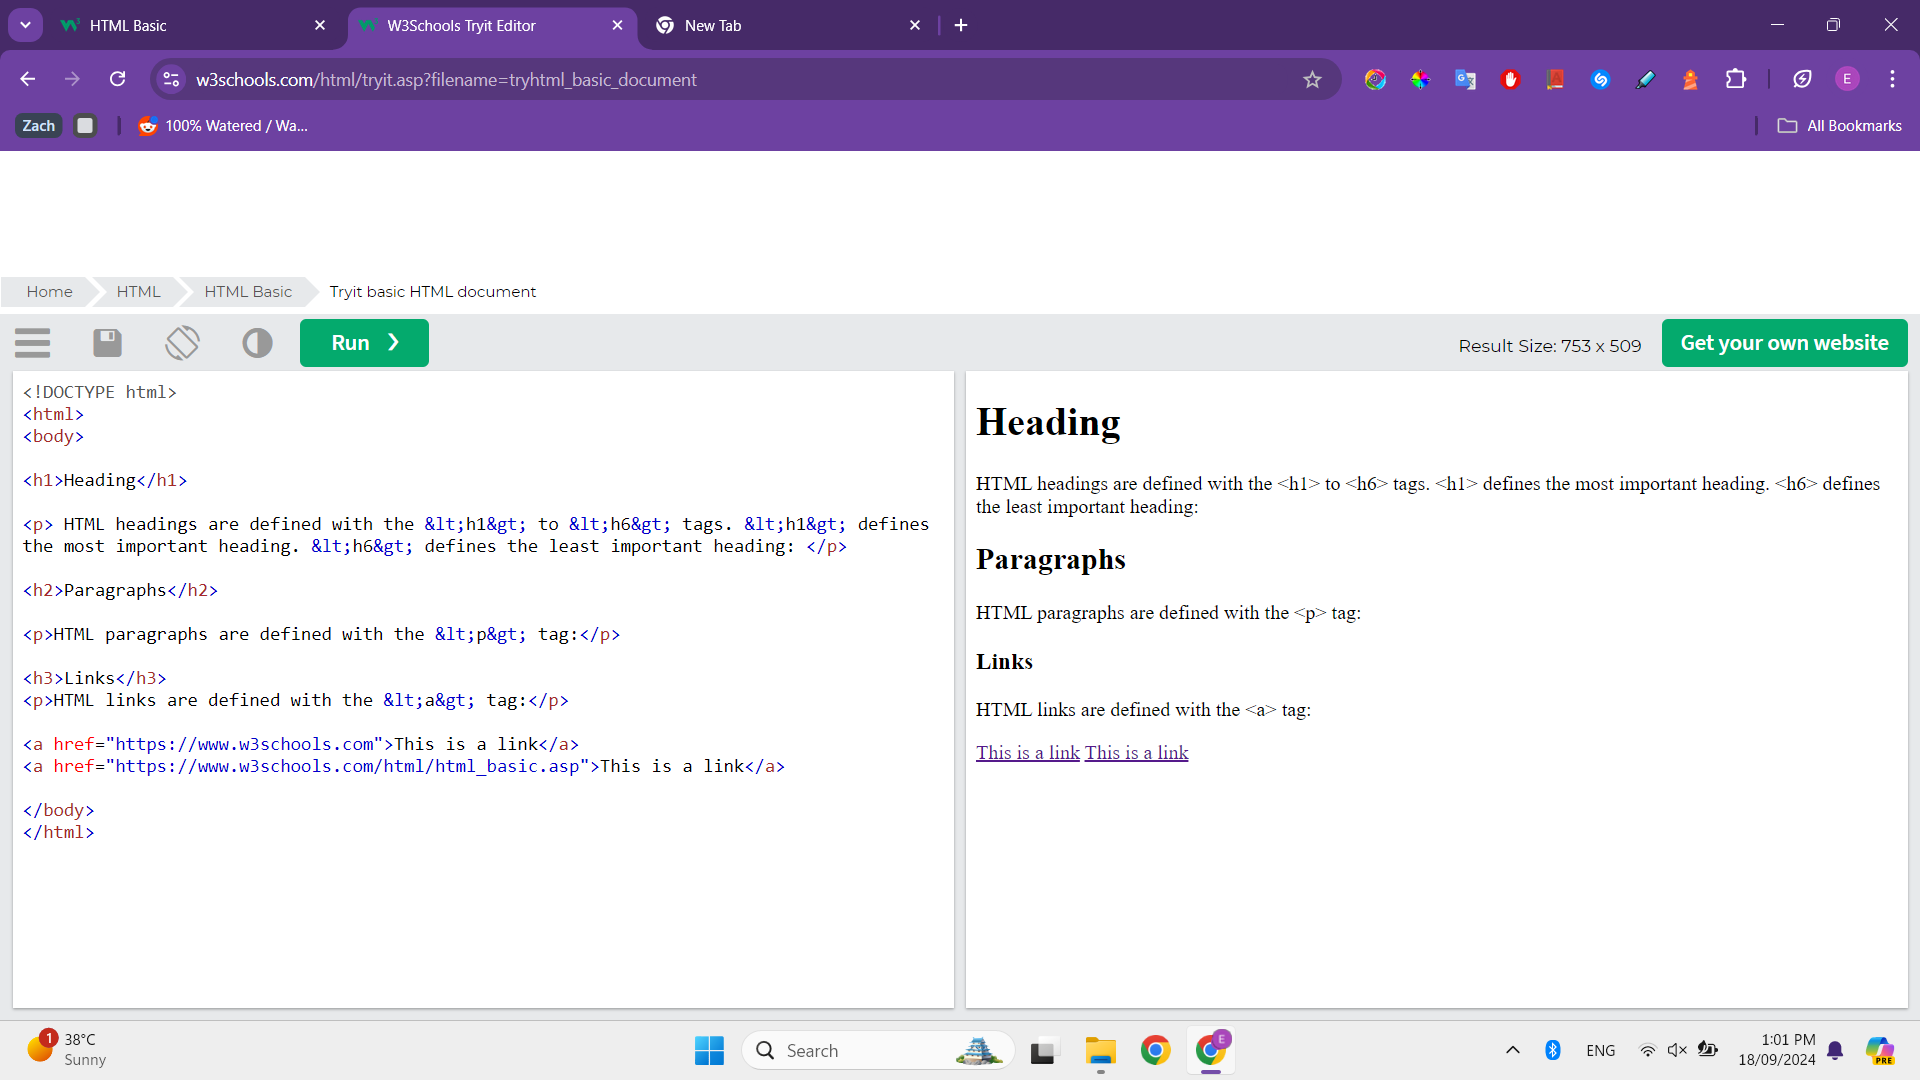 HTML Basic
W3Schools Tryit Editor
New Tab
w3schools.com/html/tryit.asp?filename=tryhtml_basic_document
E
Zach
100% Watered / Wa...
All Bookmarks
Home
HTML
HTML Basic
Tryit basic HTML document
Run ❯
Result Size: 753 x 509
Get your own website
<!DOCTYPE html>
<html>
<body>
<h1>Heading</h1>
<p> HTML headings are defined with the &lt;h1&gt; to &lt;h6&gt; tags. &lt;h1&gt; defines
the most important heading. &lt;h6&gt; defines the least important heading: </p>
<h2>Paragraphs</h2>
<p>HTML paragraphs are defined with the &lt;p&gt; tag:</p>
<h3>Links</h3>
<p>HTML links are defined with the &lt;a&gt; tag:</p>
<a href="https://www.w3schools.com">This is a link</a>
<a href="https://www.w3schools.com/html/html_basic.asp">This is a link</a>
</body>
</html>
Heading
HTML headings are defined with the <h1> to <h6> tags. <h1> defines the most important heading. <h6> defines
the least important heading:
Paragraphs
HTML paragraphs are defined with the <p> tag:
Links
HTML links are defined with the <a> tag:
This is a link This is a link
1
38°C
Sunny
Search
E
ENG
1:01 PM
18/09/2024
PRE